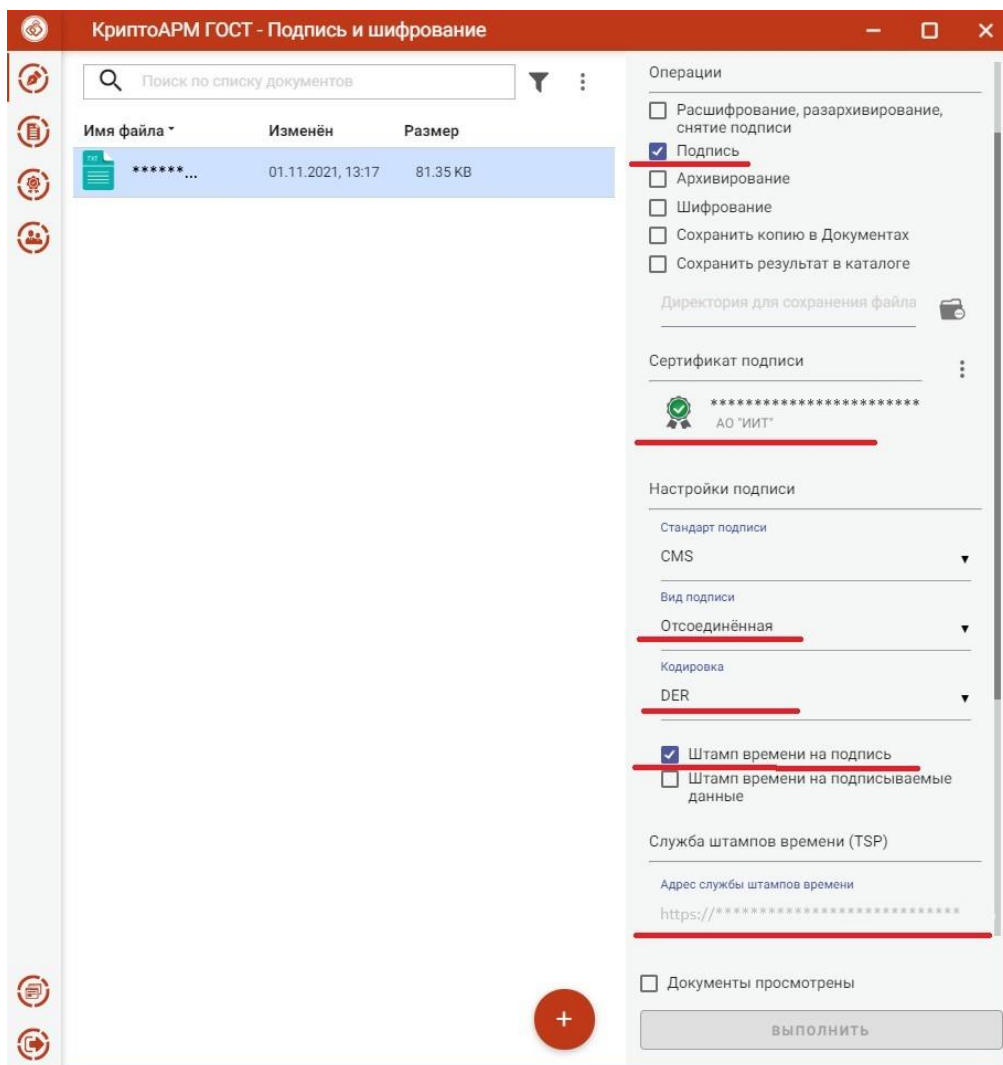 КриптоАРМ ГОСТ - Подпись и шифрование
Поиск по списку документов
Имя файла Изменён Размер
TXT
******... 01.11.2021, 13:17 81.35 KB
Операции
Расшифрование, разархивирование,
снятие подписи
Подпись
Архивирование
Шифрование
Сохранить копию в Документах
Сохранить результат в каталоге
Директория для сохранения файла
Сертификат подписи
************************
АО "ИИТ"
Настройки подписи
Стандарт подписи
CMS
Вид подписи
Отсоединённая
Кодировка
DER
Штамп времени на подпись
Штамп времени на подписываемые
данные
Служба штампов времени (TSP)
Адрес службы штампов времени
https://****************************
Документы просмотрены
ВЫПОЛНИТЬ